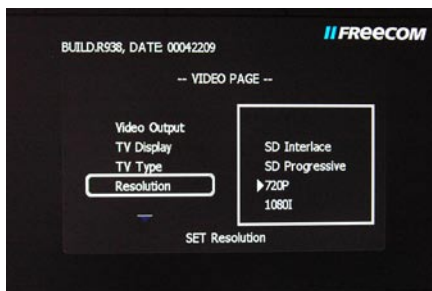 FREECOM
BUILD.R938, DATE 00042209
-- VIDEO PAGE --
Video Output
TV Display
TV Type
Resolution
SD Interlace
SD Progressive
720P
1080I
SET Resolution